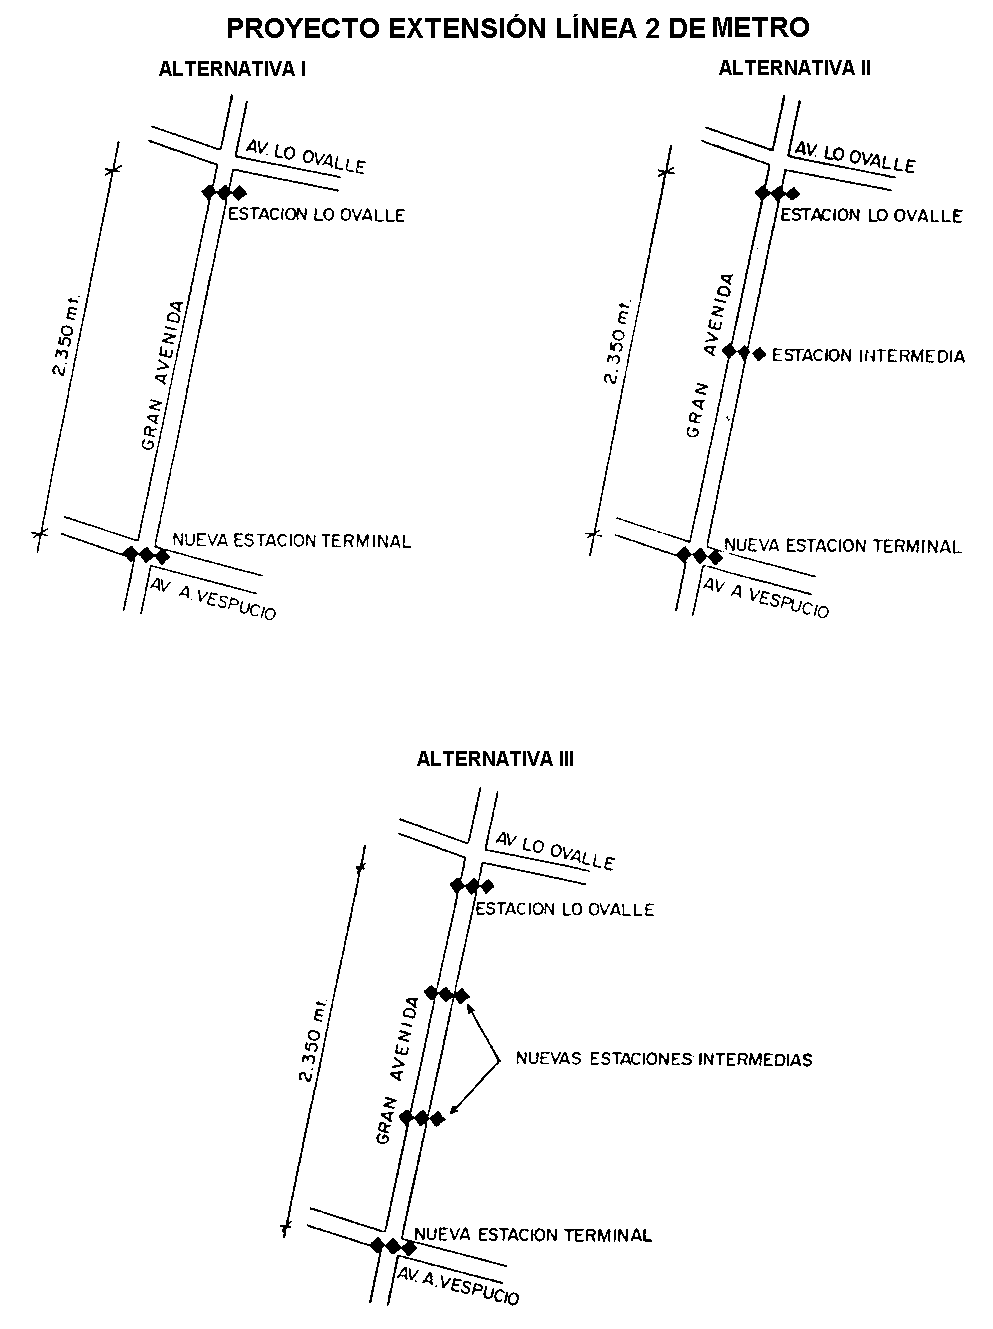 PROYECTO EXTENSIÓN LÍNEA 2 DE METRO
ALTERNATIVA I
AV. LO OVALLE
ESTACION LO OVALLE
2.350 mt.
GRAN AVENIDA
NUEVA ESTACION TERMINAL
AV A. VESPUCIO
ALTERNATIVA II
AV. LO OVALLE
ESTACION LO OVALLE
2.350 mt.
GRAN AVENIDA
ESTACION INTERMEDIA
NUEVA ESTACION TERMINAL
AV A. VESPUCIO
ALTERNATIVA III
AV LO OVALLE
ESTACION LO OVALLE
2.350 mt.
GRAN AVENIDA
NUEVAS ESTACIONES INTERMEDIAS
NUEVA ESTACION TERMINAL
AV. A. VESPUCIO